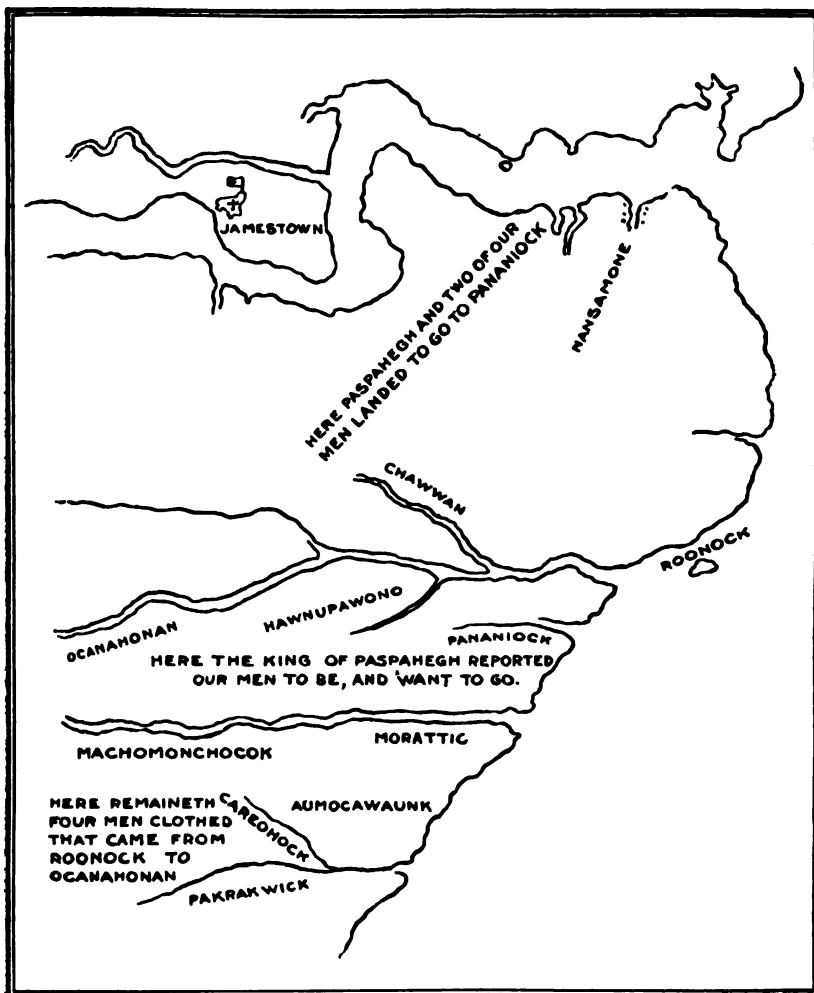 JAMESTOWN
HERE PASPAHEGH AND TWO OF OUR
MEN LANDED TO GO TO PANANIOCK
NANSAMONE
CHAWWAN
ROONOCK
OCANAHONAN
HAWNUPAWONO
PANANIOCK
HERE THE KING OF PASPAHEGH REPORTED
OUR MEN TO BE, AND 'WANT TO GO.
MACHOMONCHOCOK
MORATTIC
HERE REMAINETH
FOUR MEN CLOTHED
THAT CAME FROM
ROONOCK TO
OCANAHONAN
CAREOHOCK
AUMOCAWAUNK
PAKRAKWICK